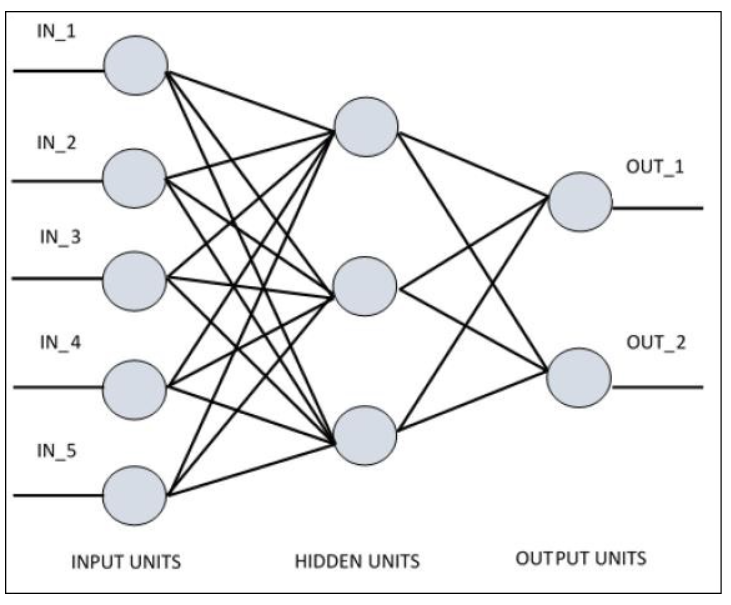 IN_1
IN_2
IN_3
IN_4
IN_5
OUT_1
OUT_2
INPUT UNITS
HIDDEN UNITS
OUTPUT UNITS